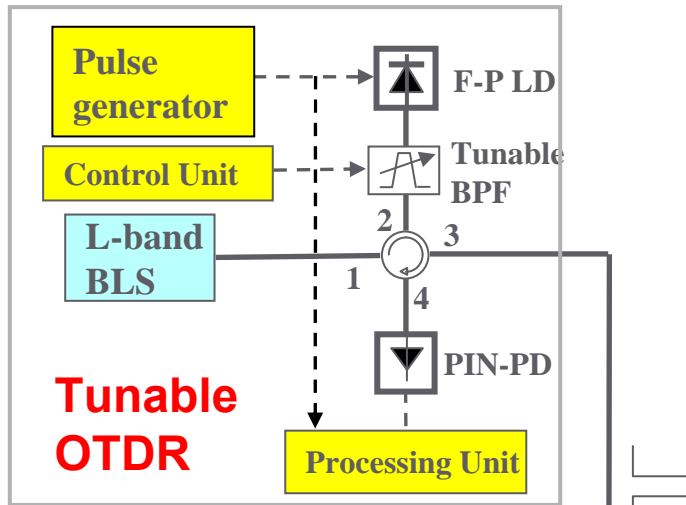 Pulse
generator
F-P LD
Control Unit
Tunable
BPF
L-band
BLS
2
3
1
4
PIN-PD
Tunable
OTDR
Processing Unit